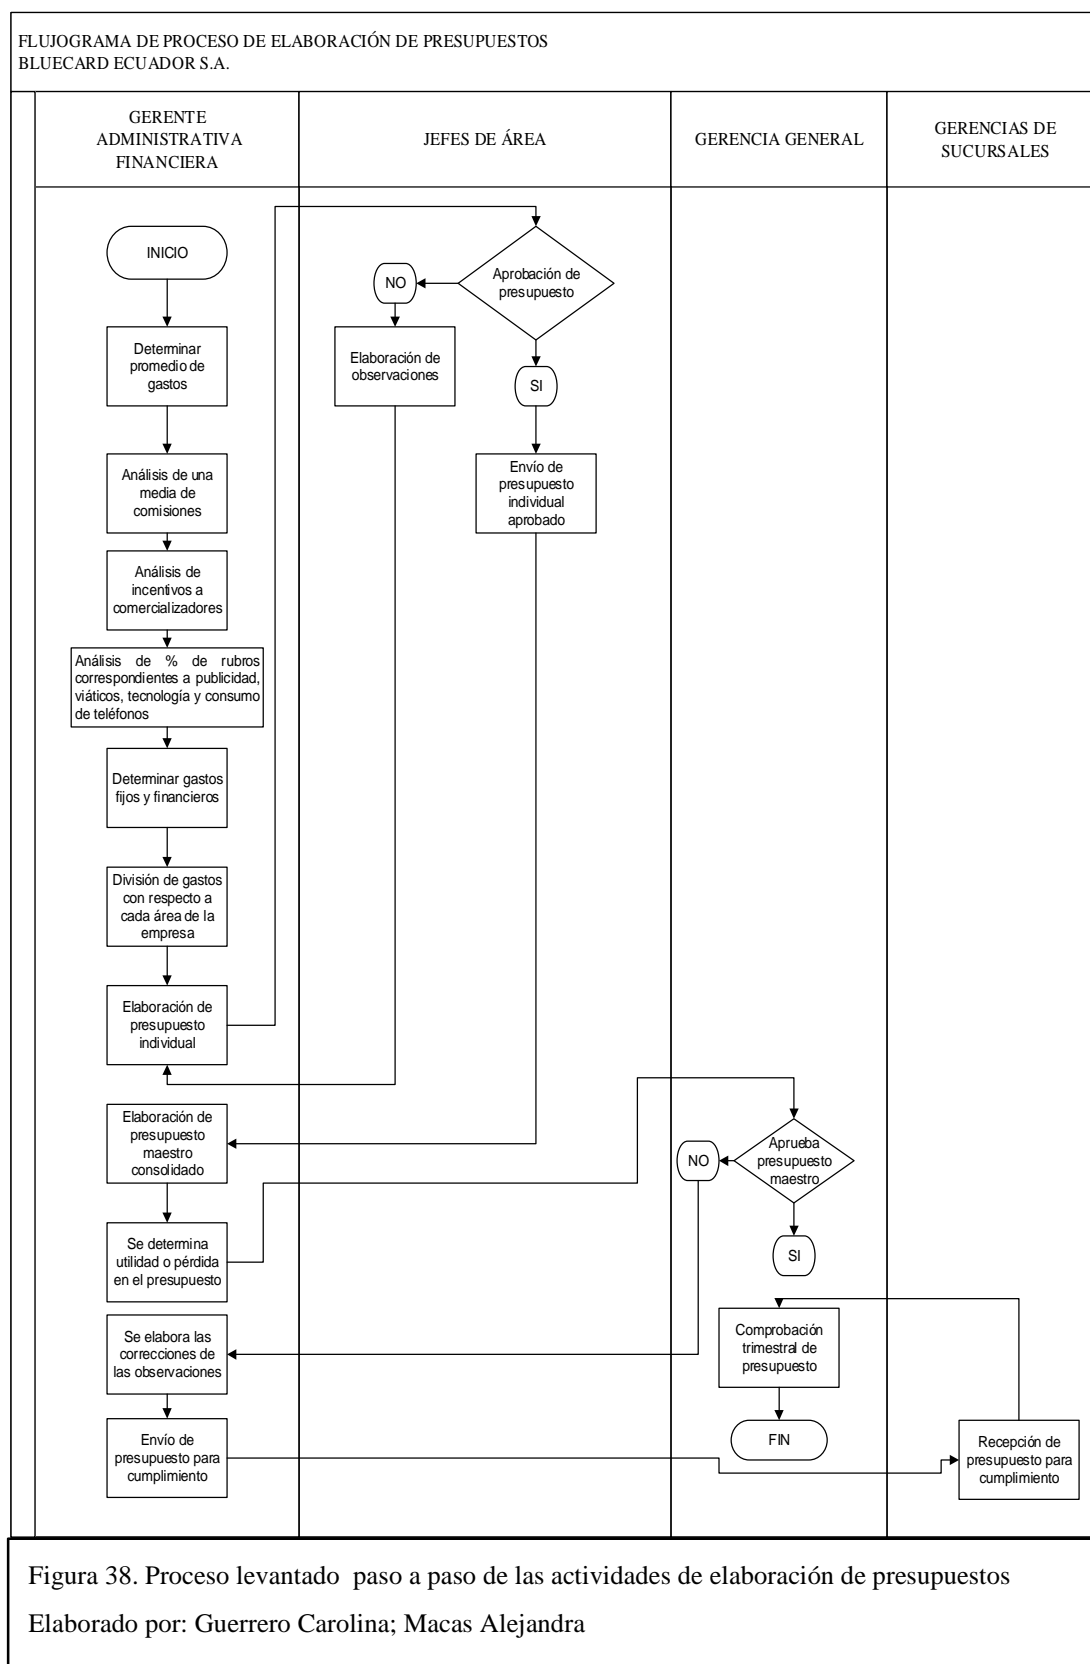 FLUJOGRAMA DE PROCESO DE ELABORACIÓN DE PRESUPUESTOS
BLUECARD ECUADOR S.A.
GERENTE
ADMINISTRATIVA
FINANCIERA
JEFES DE ÁREA
GERENCIA GENERAL
GERENCIAS DE
SUCURSALES
INICIO
Determinar
promedio de
gastos
Análisis de una
media de
comisiones
Análisis de
incentivos a
comercializadores
Análisis de % de rubros
correspondientes a publicidad,
viáticos, tecnología y consumo
de teléfonos
Determinar gastos
fijos y financieros
División de gastos
con respecto a
cada área de la
empresa
Elaboración de
presupuesto
individual
Aprobación de
presupuesto
NO
Elaboración de
observaciones
SI
Envío de
presupuesto
individual
aprobado
Elaboración de
presupuesto
maestro
consolidado
Se determina
utilidad o pérdida
en el presupuesto
Aprueba
presupuesto
maestro
NO
SI
Se elabora las
correcciones de
las observaciones
Envío de
presupuesto para
cumplimiento
Recepción de
presupuesto para
cumplimiento
Comprobación
trimestral de
presupuesto
FIN
Figura 38. Proceso levantado  paso a paso de las actividades de elaboración de presupuestos
Elaborado por: Guerrero Carolina; Macas Alejandra